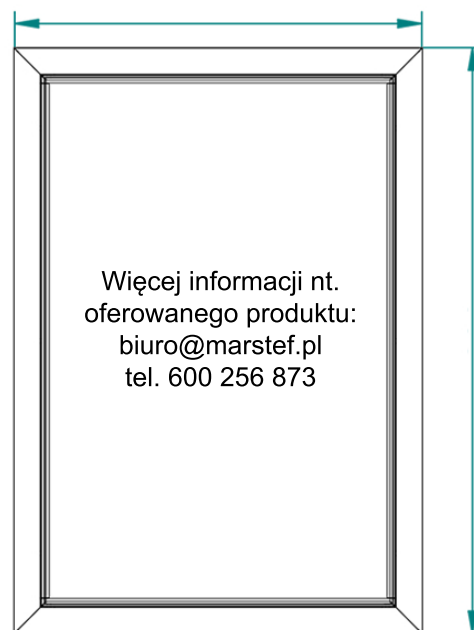 Więcej informacji nt.
oferowanego produktu:
biuro@marstef.pl
tel. 600 256 873